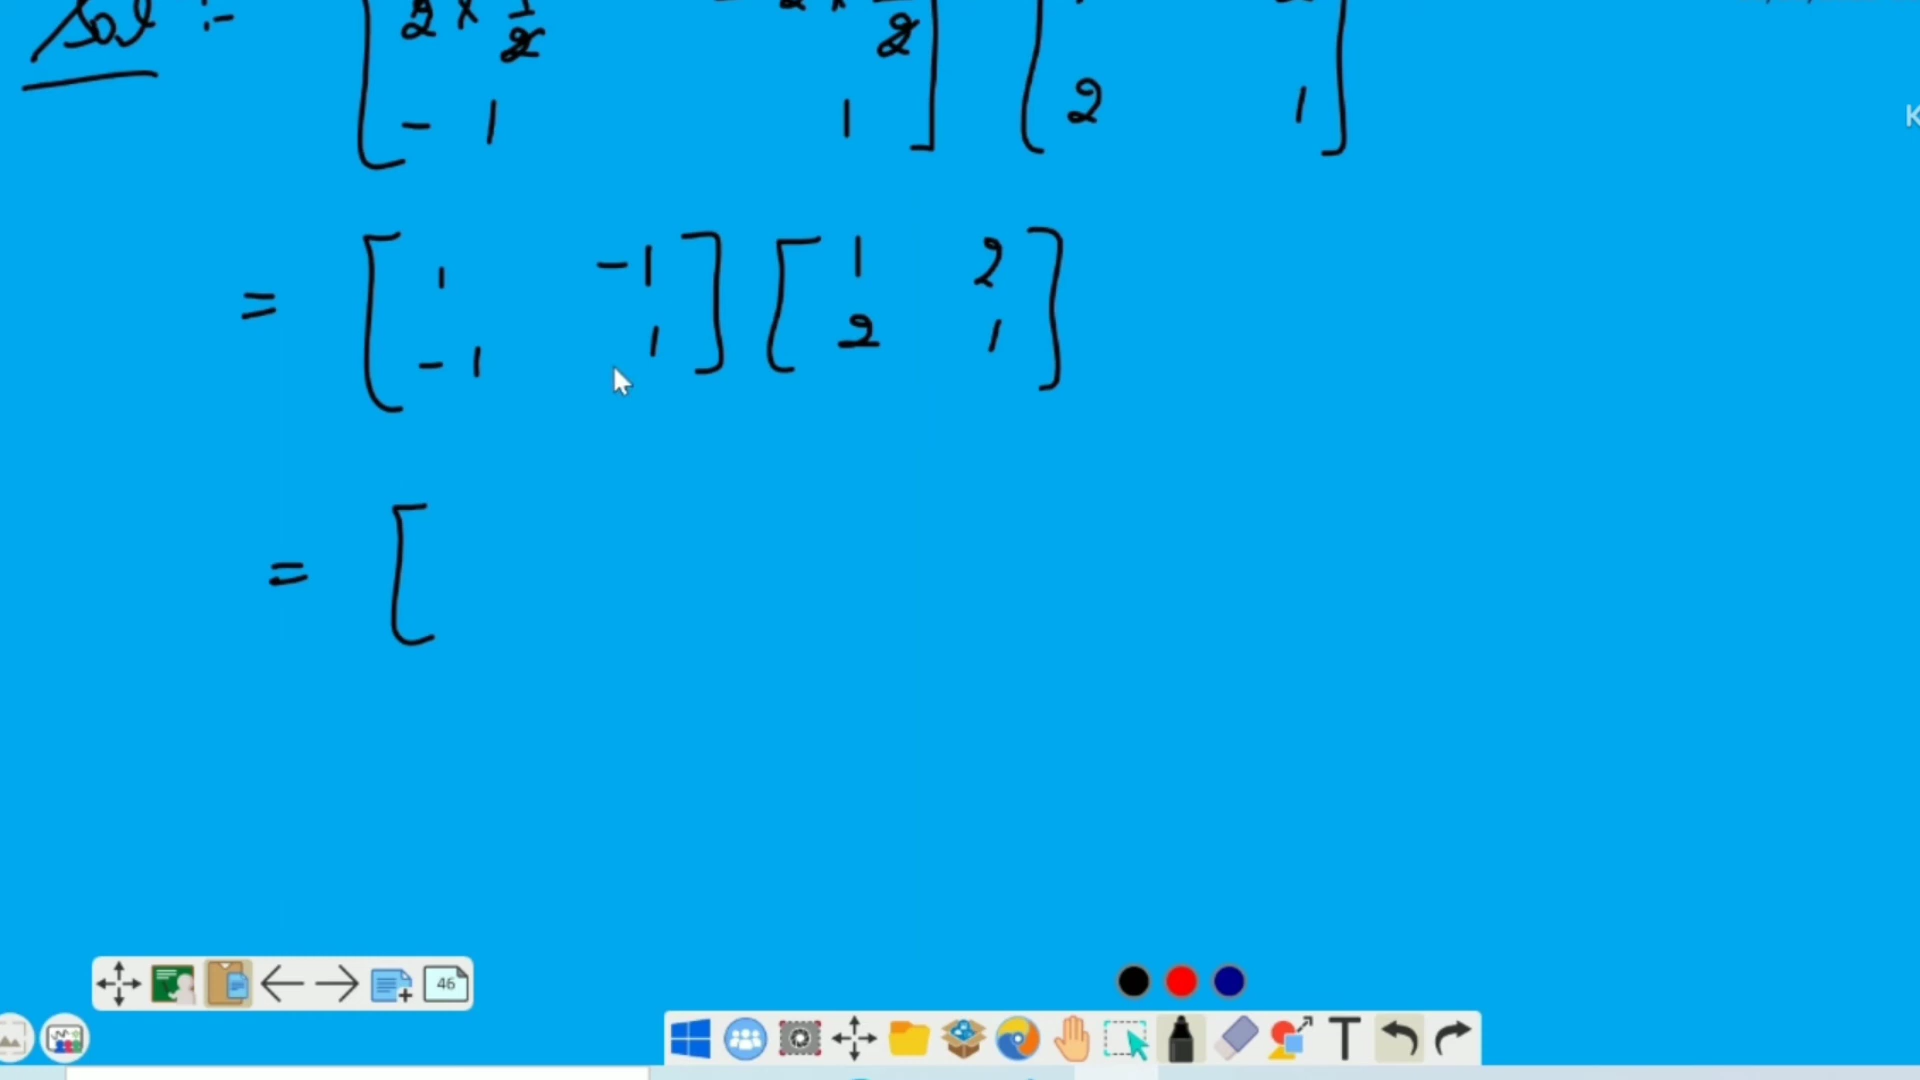 Sol :-
2 × 1/2 - 2 × 2
- 1 1 2 1
= [ 1 -1 ] [ 1 2 ]
-1 1 2 1
= [
K
46
T